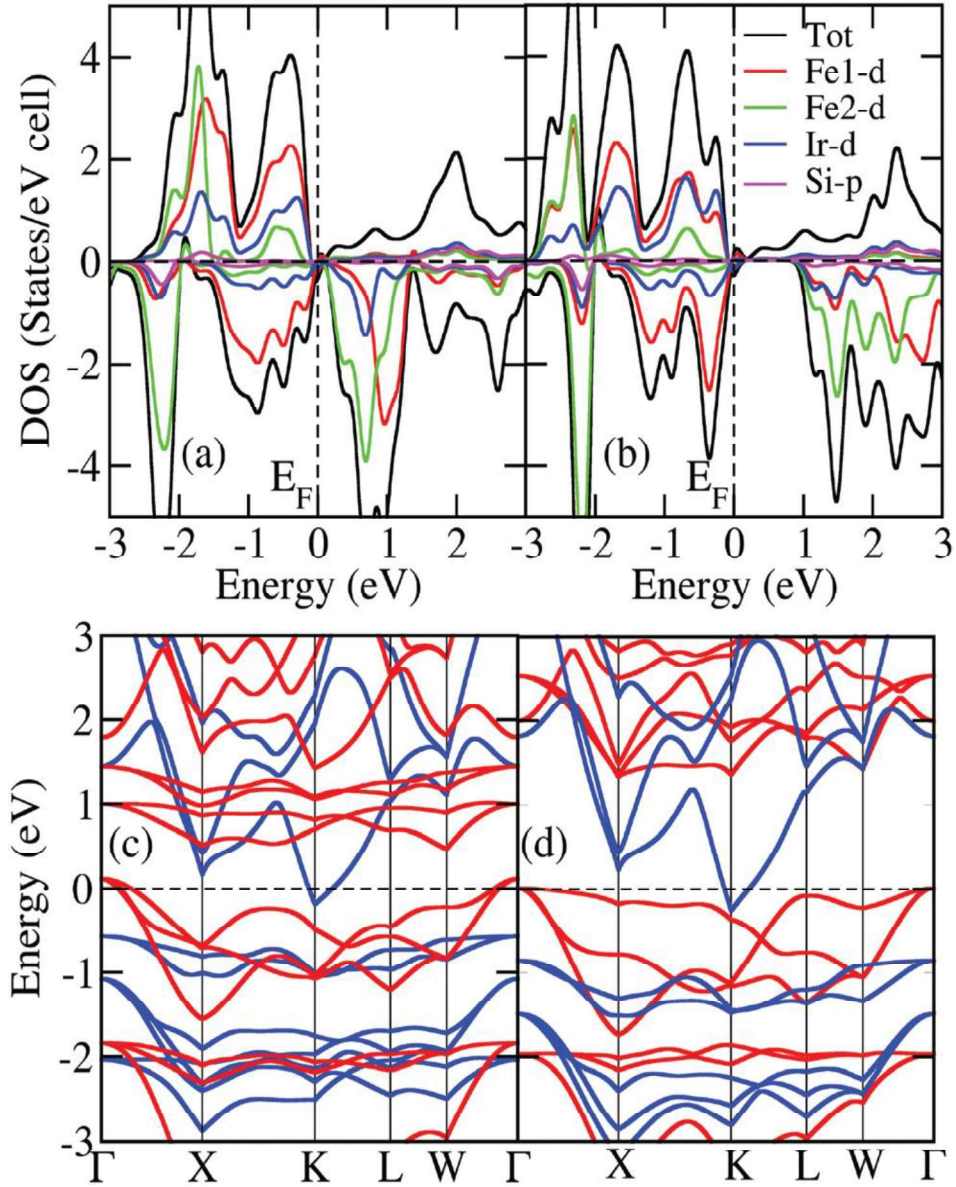 DOS (States/eV cell)
4
2
0
-2
-4
(a)
E_F
-3 -2 -1 0 1 2
Energy (eV)
Tot
Fe1-d
Fe2-d
Ir-d
Si-p
(b)
E_F
-3 -2 -1 0 1 2 3
Energy (eV)
Energy (eV)
3
2
1
0
-1
-2
-3
(c)
Γ X K L W Γ
(d)
X K L W Γ